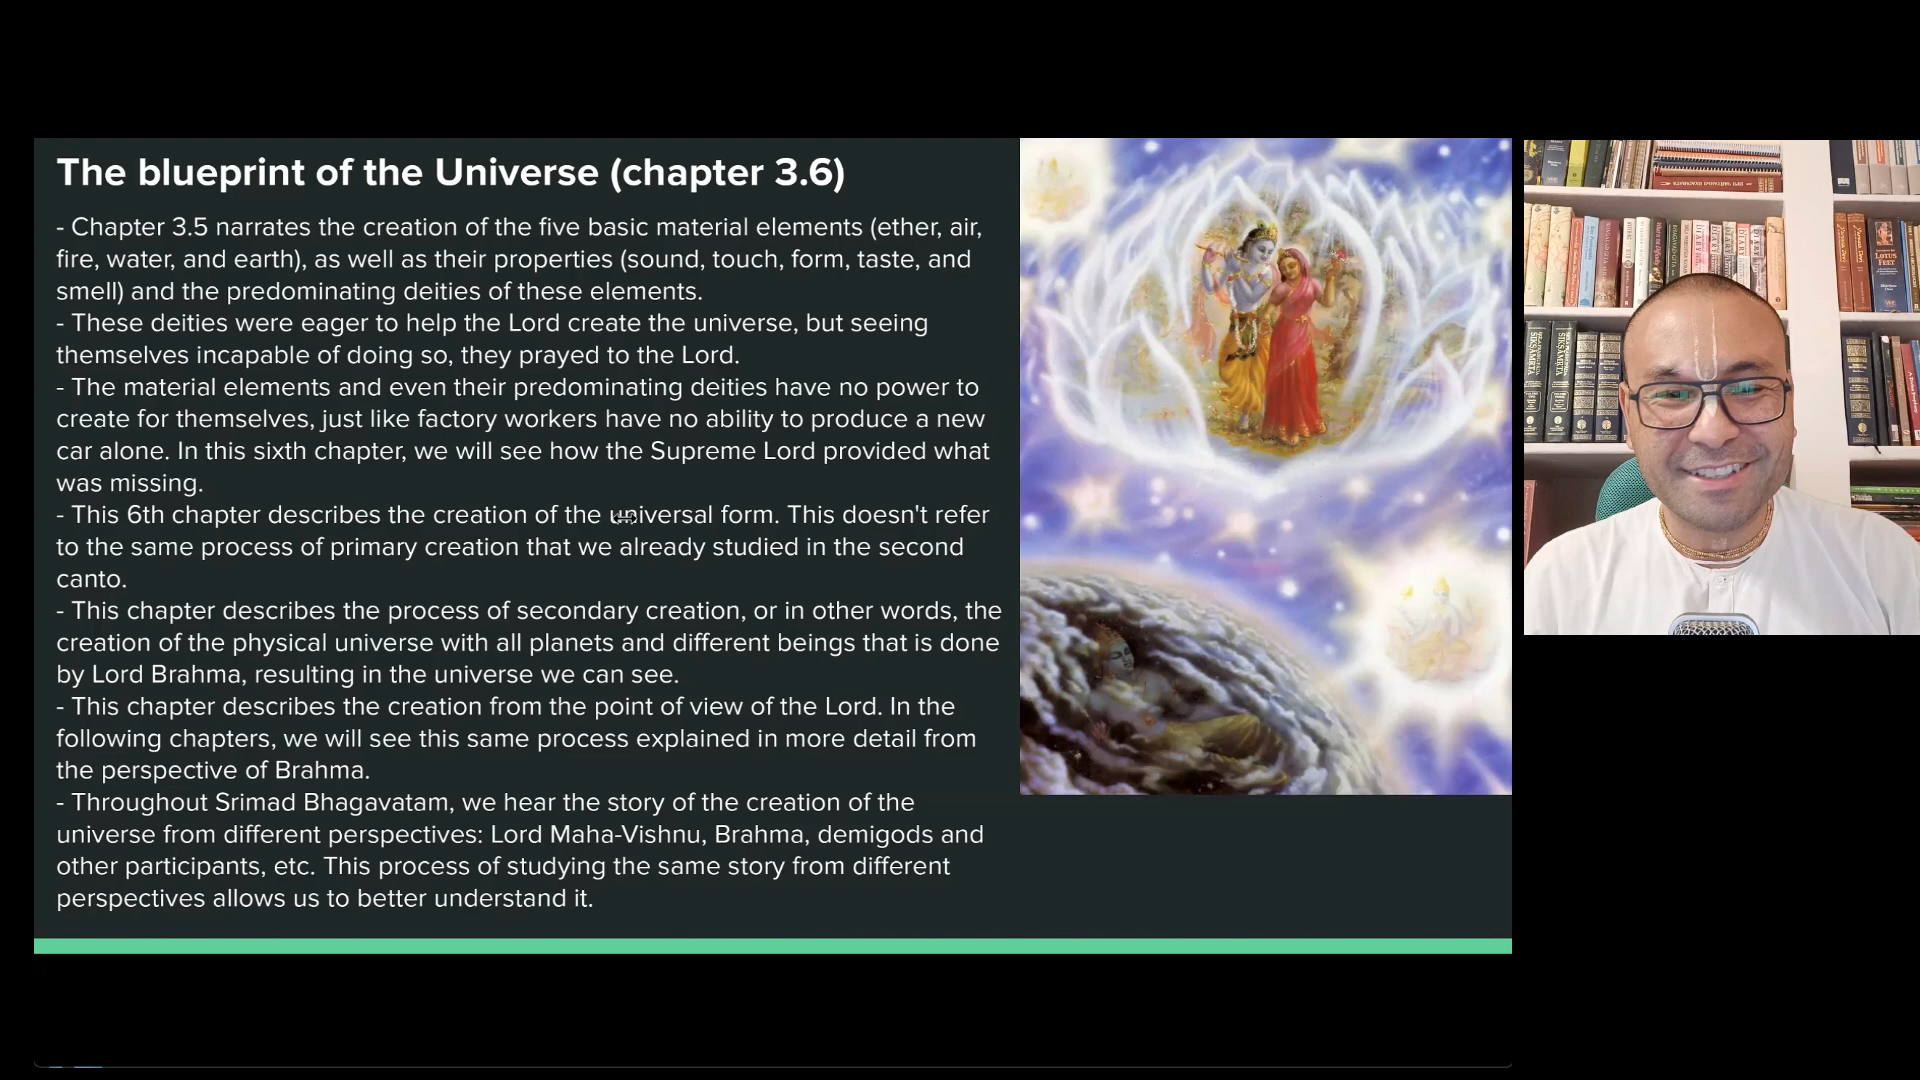 The blueprint of the Universe (chapter 3.6)
- Chapter 3.5 narrates the creation of the five basic material elements (ether, air,
fire, water, and earth), as well as their properties (sound, touch, form, taste, and
smell) and the predominating deities of these elements.
- These deities were eager to help the Lord create the universe, but seeing
themselves incapable of doing so, they prayed to the Lord.
- The material elements and even their predominating deities have no power to
create for themselves, just like factory workers have no ability to produce a new
car alone. In this sixth chapter, we will see how the Supreme Lord provided what
was missing.
- This 6th chapter describes the creation of the universal form. This doesn't refer
to the same process of primary creation that we already studied in the second
canto.
- This chapter describes the process of secondary creation, or in other words, the
creation of the physical universe with all planets and different beings that is done
by Lord Brahma, resulting in the universe we can see.
- This chapter describes the creation from the point of view of the Lord. In the
following chapters, we will see this same process explained in more detail from
the perspective of Brahma.
- Throughout Srimad Bhagavatam, we hear the story of the creation of the
universe from different perspectives: Lord Maha-Vishnu, Brahma, demigods and
other participants, etc. This process of studying the same story from different
perspectives allows us to better understand it.
LOTUS
FEET